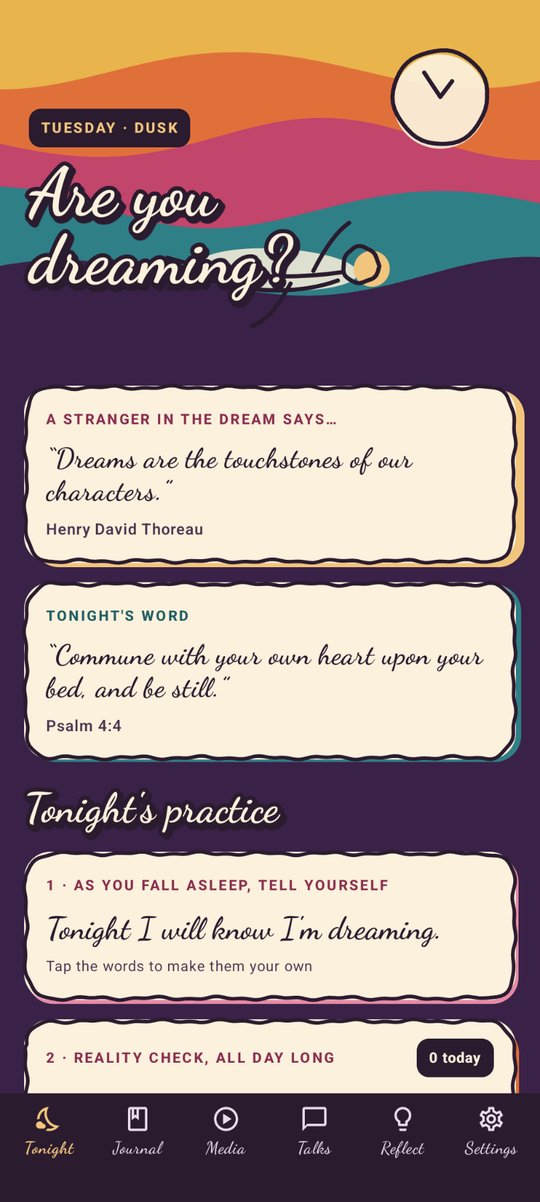 TUESDAY · DUSK
Are you
dreaming?
A STRANGER IN THE DREAM SAYS…
“Dreams are the touchstones of our
characters.”
Henry David Thoreau
TONIGHT'S WORD
“Commune with your own heart upon your
bed, and be still.”
Psalm 4:4
Tonight's practice
1 · AS YOU FALL ASLEEP, TELL YOURSELF
Tonight I will know I'm dreaming.
Tap the words to make them your own
2 · REALITY CHECK, ALL DAY LONG
0 today
Tonight Journal Media Talks Reflect Settings